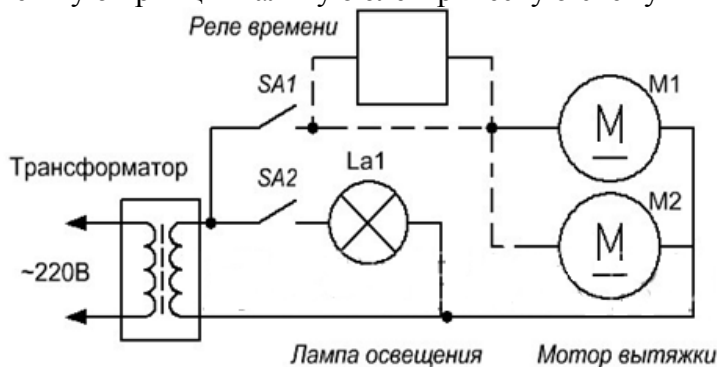 Реле времени
SA1
M1
M
Трансформатор
SA2
La1
M2
M
~220В
Лампа освещения
Мотор вытяжки